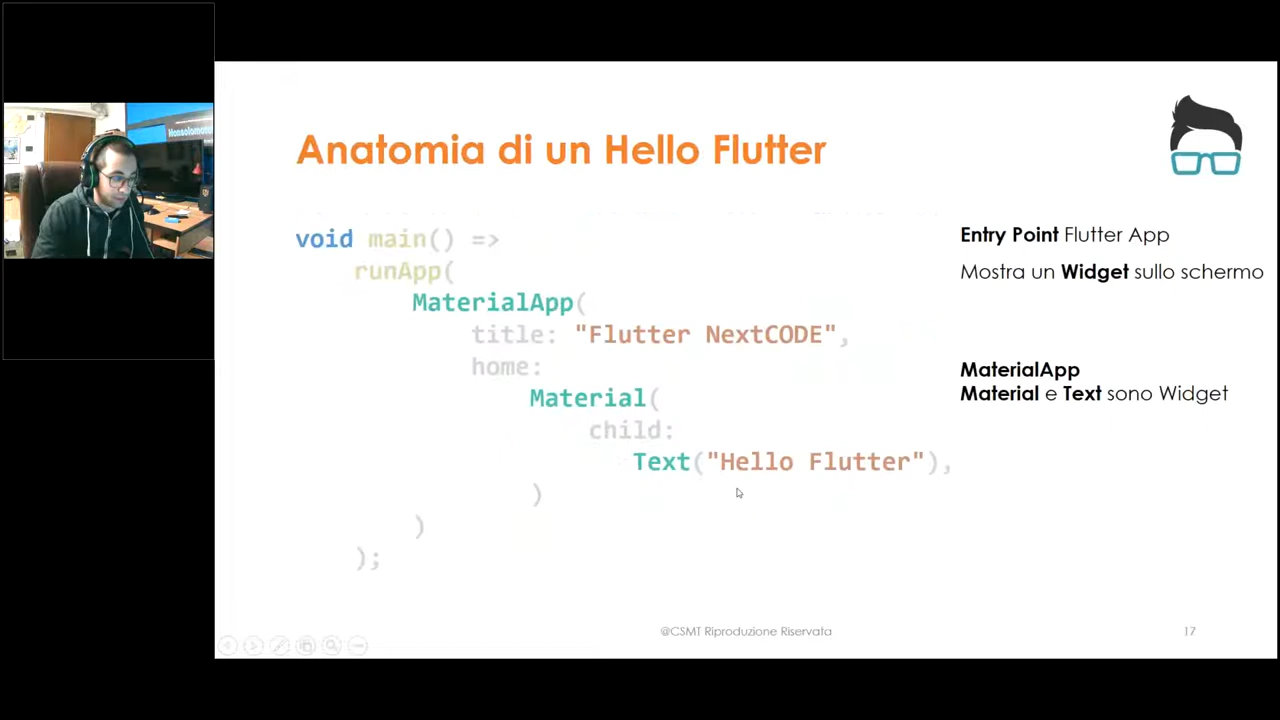 Anatomia di un Hello Flutter
void main() =>
runApp(
MaterialApp(
title: "Flutter NextCODE",
home:
Material(
child:
Text("Hello Flutter"),
)
)
);
Entry Point Flutter App
Mostra un Widget sullo schermo
MaterialApp
Material e Text sono Widget
@CSMT Riproduzione Riservata
17